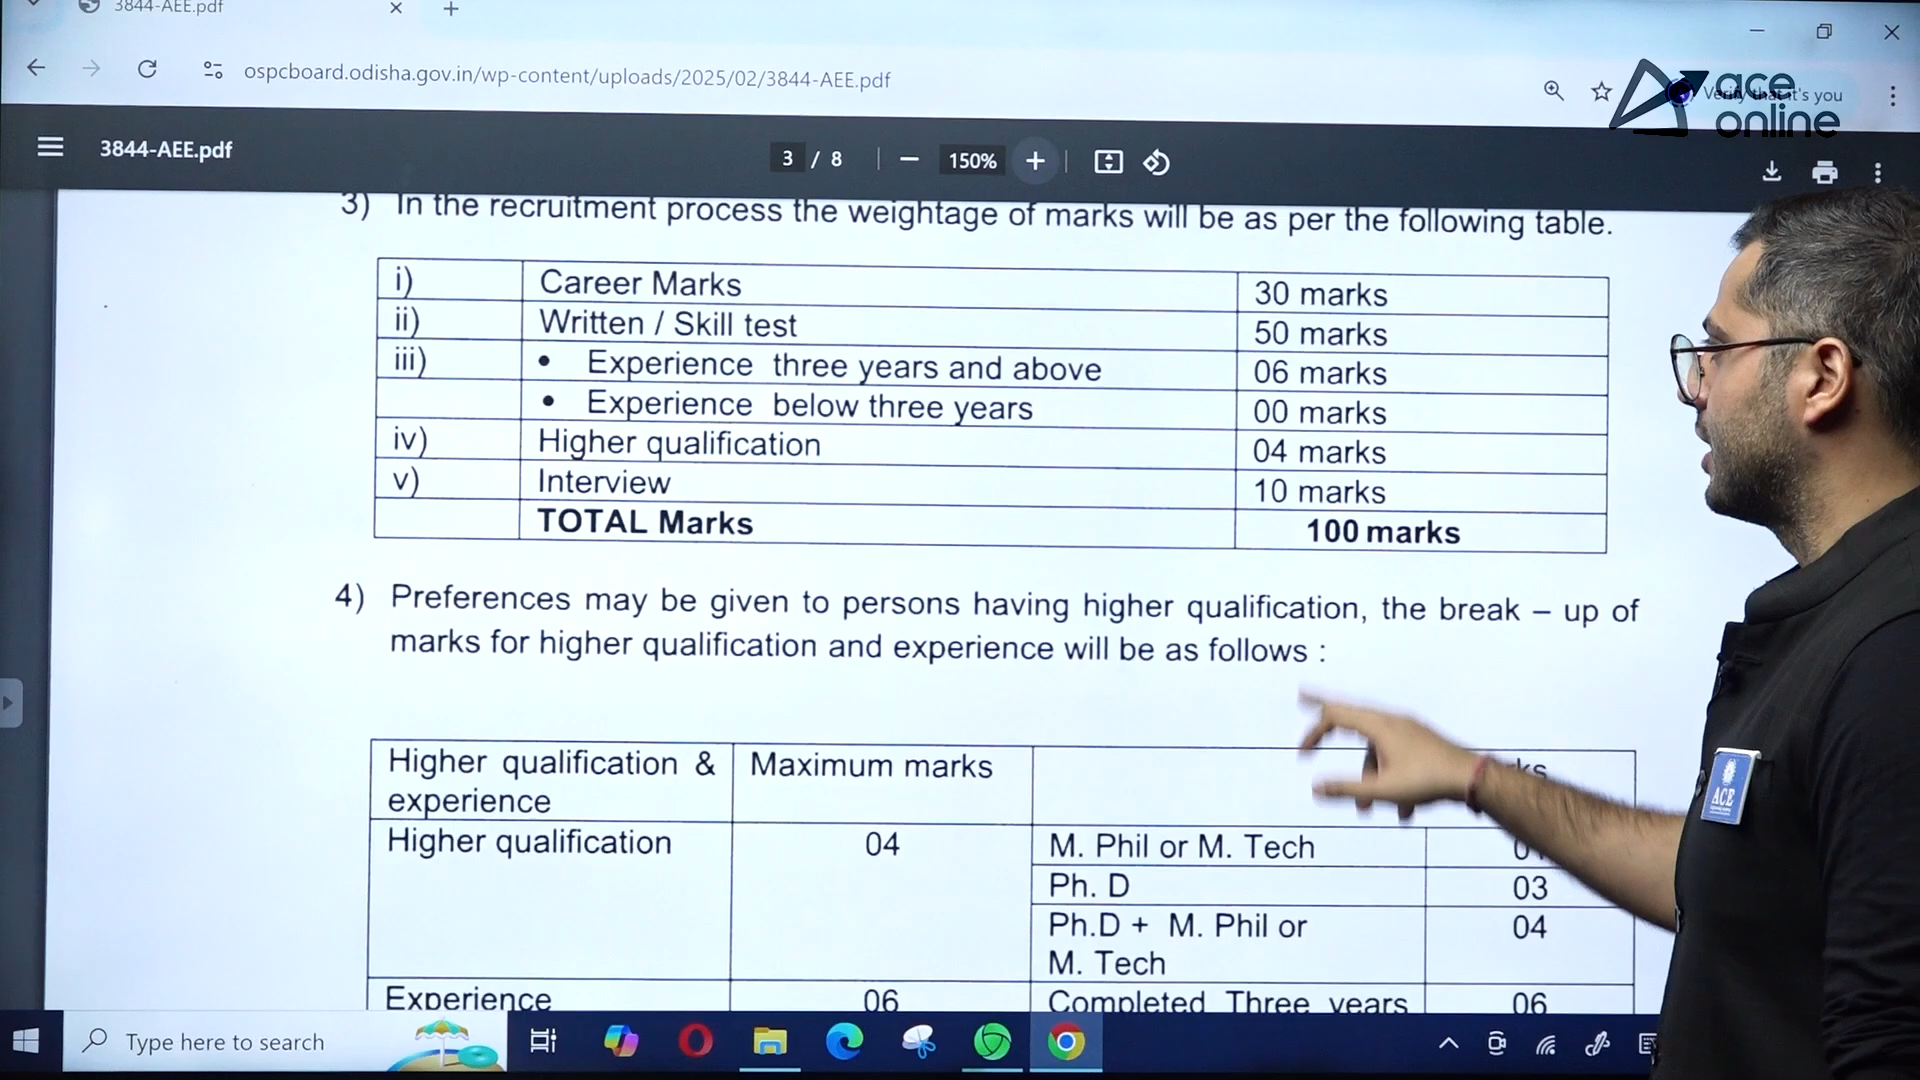 3844-AEE.pdf
ospcboard.odisha.gov.in/wp-content/uploads/2025/02/3844-AEE.pdf
Verify that it's you
ace
online
3844-AEE.pdf
3 / 8
150%
3) In the recruitment process the weightage of marks will be as per the following table.
i) Career Marks 30 marks
ii) Written / Skill test 50 marks
iii) • Experience three years and above 06 marks
• Experience below three years 00 marks
iv) Higher qualification 04 marks
v) Interview 10 marks
TOTAL Marks 100 marks
4) Preferences may be given to persons having higher qualification, the break – up of
marks for higher qualification and experience will be as follows :
Higher qualification & Maximum marks
experience
Higher qualification 04 M. Phil or M. Tech
Ph. D 03
Ph.D + M. Phil or 04
M. Tech
Experience 06 Completed Three years 06
ACE
Type here to search